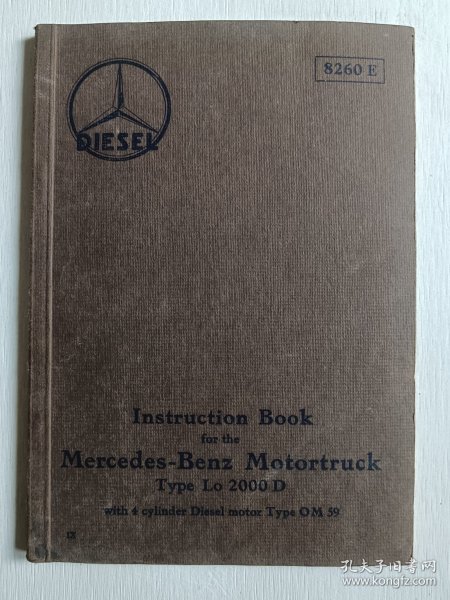 8260 E
DIESEL
Instruction Book
for the
Mercedes-Benz Motortruck
Type Lo 2000 D
with 4 cylinder Diesel motor Type OM 59
IX
孔夫子旧书网
www.kongfz.com